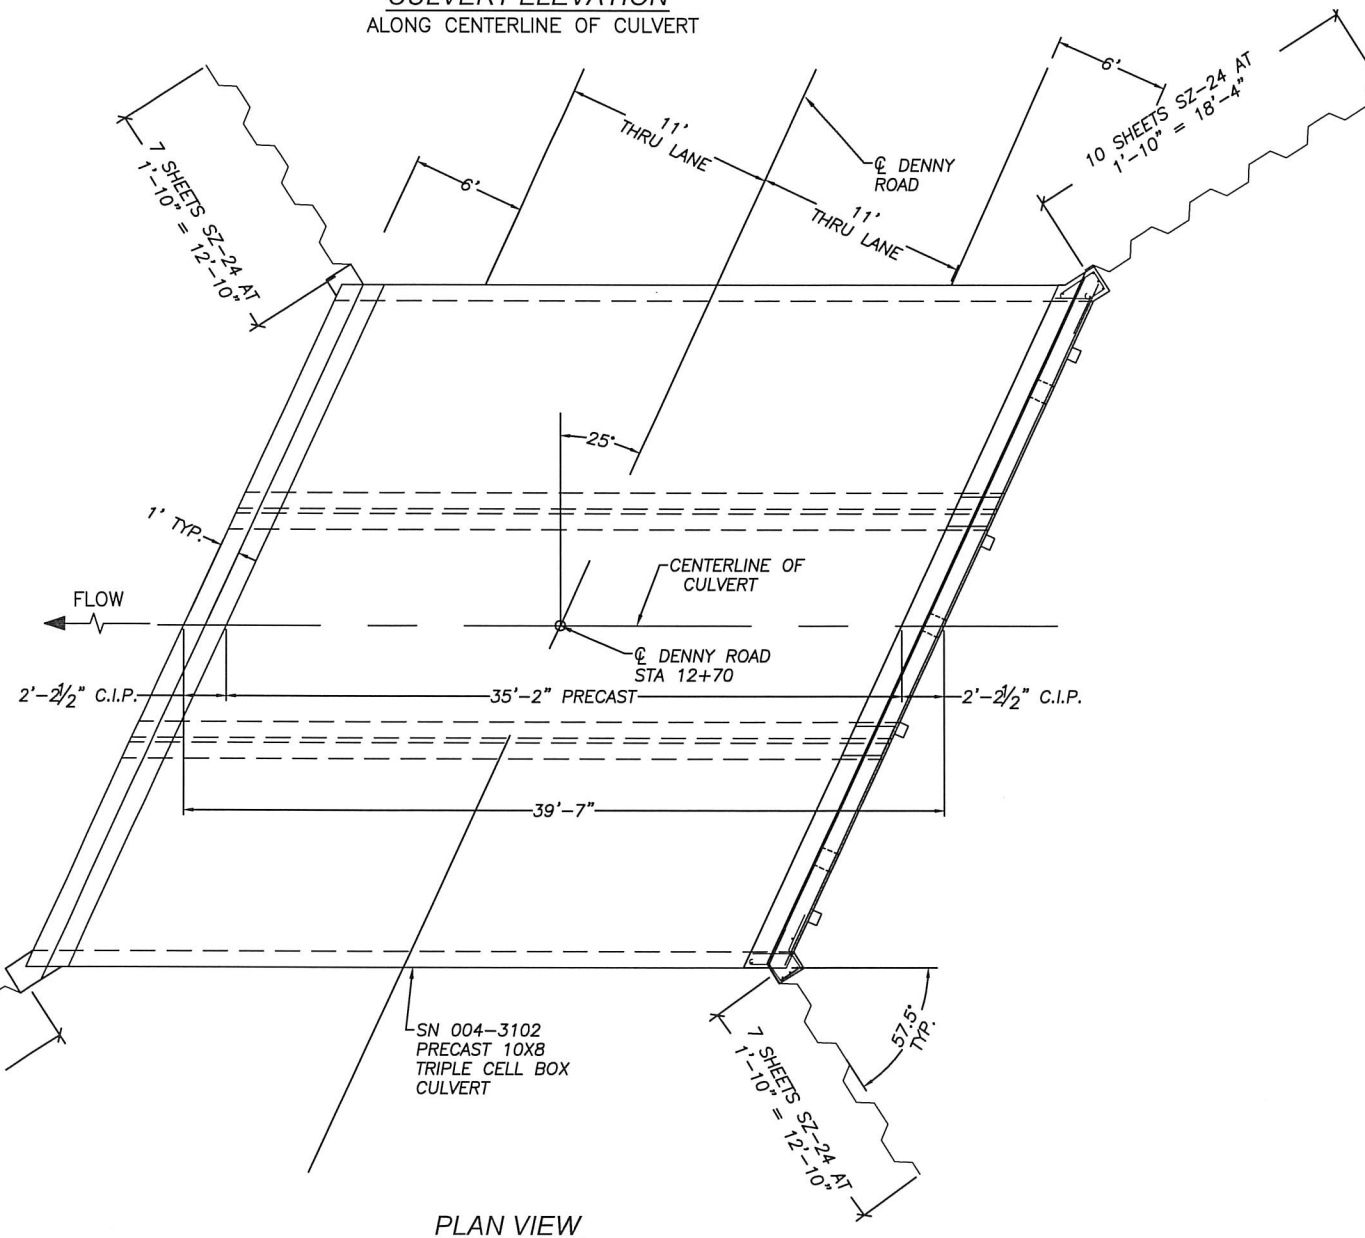 CULVERT ELEVATION
ALONG CENTERLINE OF CULVERT
7 SHEETS SZ-24 AT
1'-10" = 12'-10"
6'
11'
THRU LANE
℄ DENNY
ROAD
11'
THRU LANE
6'
10 SHEETS SZ-24 AT
1'-10" = 18'-4"
25°
1' TYP.
CENTERLINE OF
CULVERT
FLOW
℄ DENNY ROAD
STA 12+70
2'-2½" C.I.P.
35'-2" PRECAST
2'-2½" C.I.P.
39'-7"
SN 004-3102
PRECAST 10X8
TRIPLE CELL BOX
CULVERT
57.5°
TYP.
7 SHEETS SZ-24 AT
1'-10" = 12'-10"
PLAN VIEW